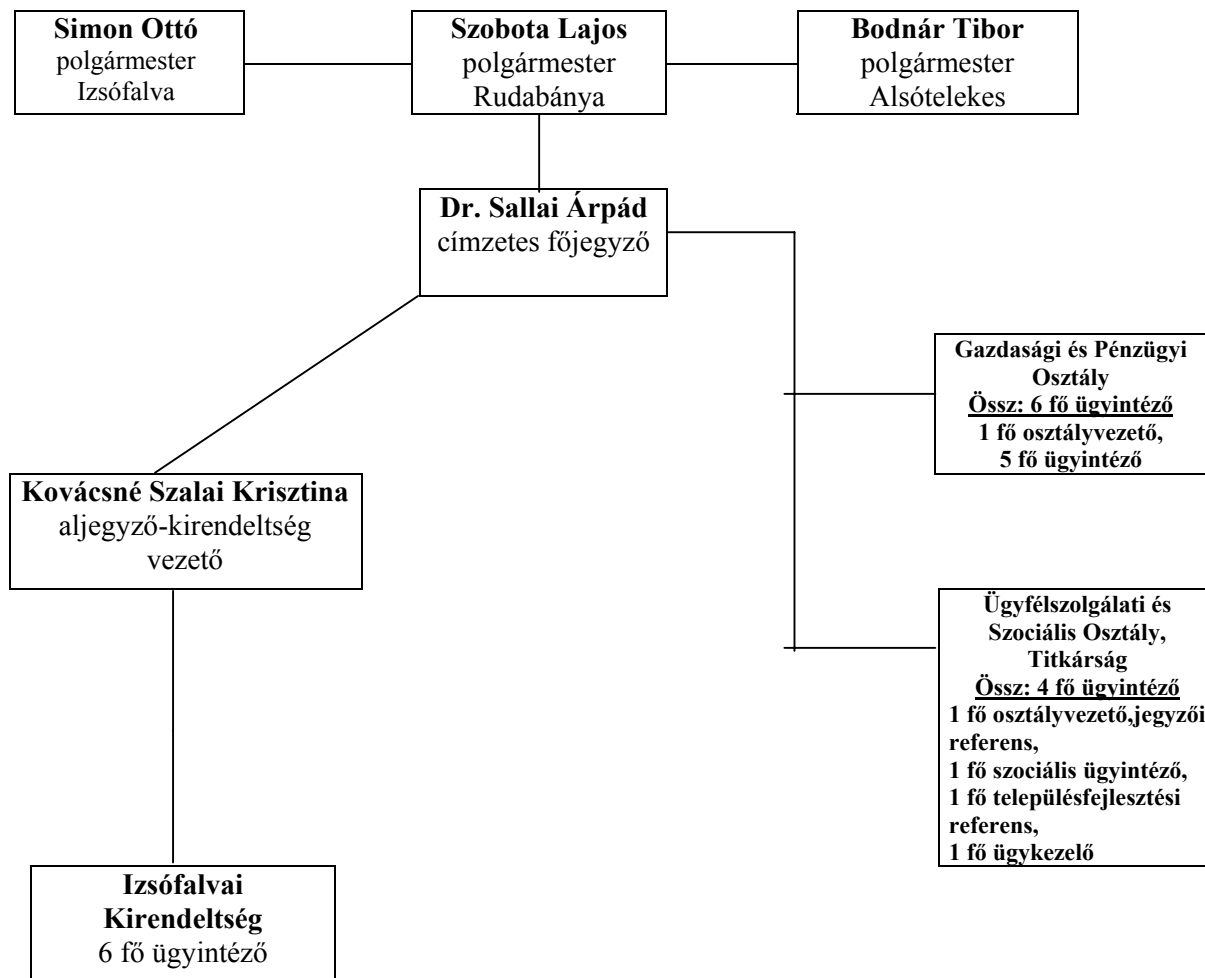 Simon Ottó
polgármester
Izsófalva
Szobota Lajos
polgármester
Rudabánya
Bodnár Tibor
polgármester
Alsótelekes
Dr. Sallai Árpád
címzetes főjegyző
Gazdasági és Pénzügyi
Osztály
Össz: 6 fő ügyintéző
1 fő osztályvezető,
5 fő ügyintéző
Kovácsné Szalai Krisztina
aljegyző-kirendeltség
vezető
Ügyfélszolgálati és
Szociális Osztály,
Titkárság
Össz: 4 fő ügyintéző
1 fő osztályvezető,jegyzői
referens,
1 fő szociális ügyintéző,
1 fő településfejlesztési
referens,
1 fő ügykezelő
Izsófalvai
Kirendeltség
6 fő ügyintéző